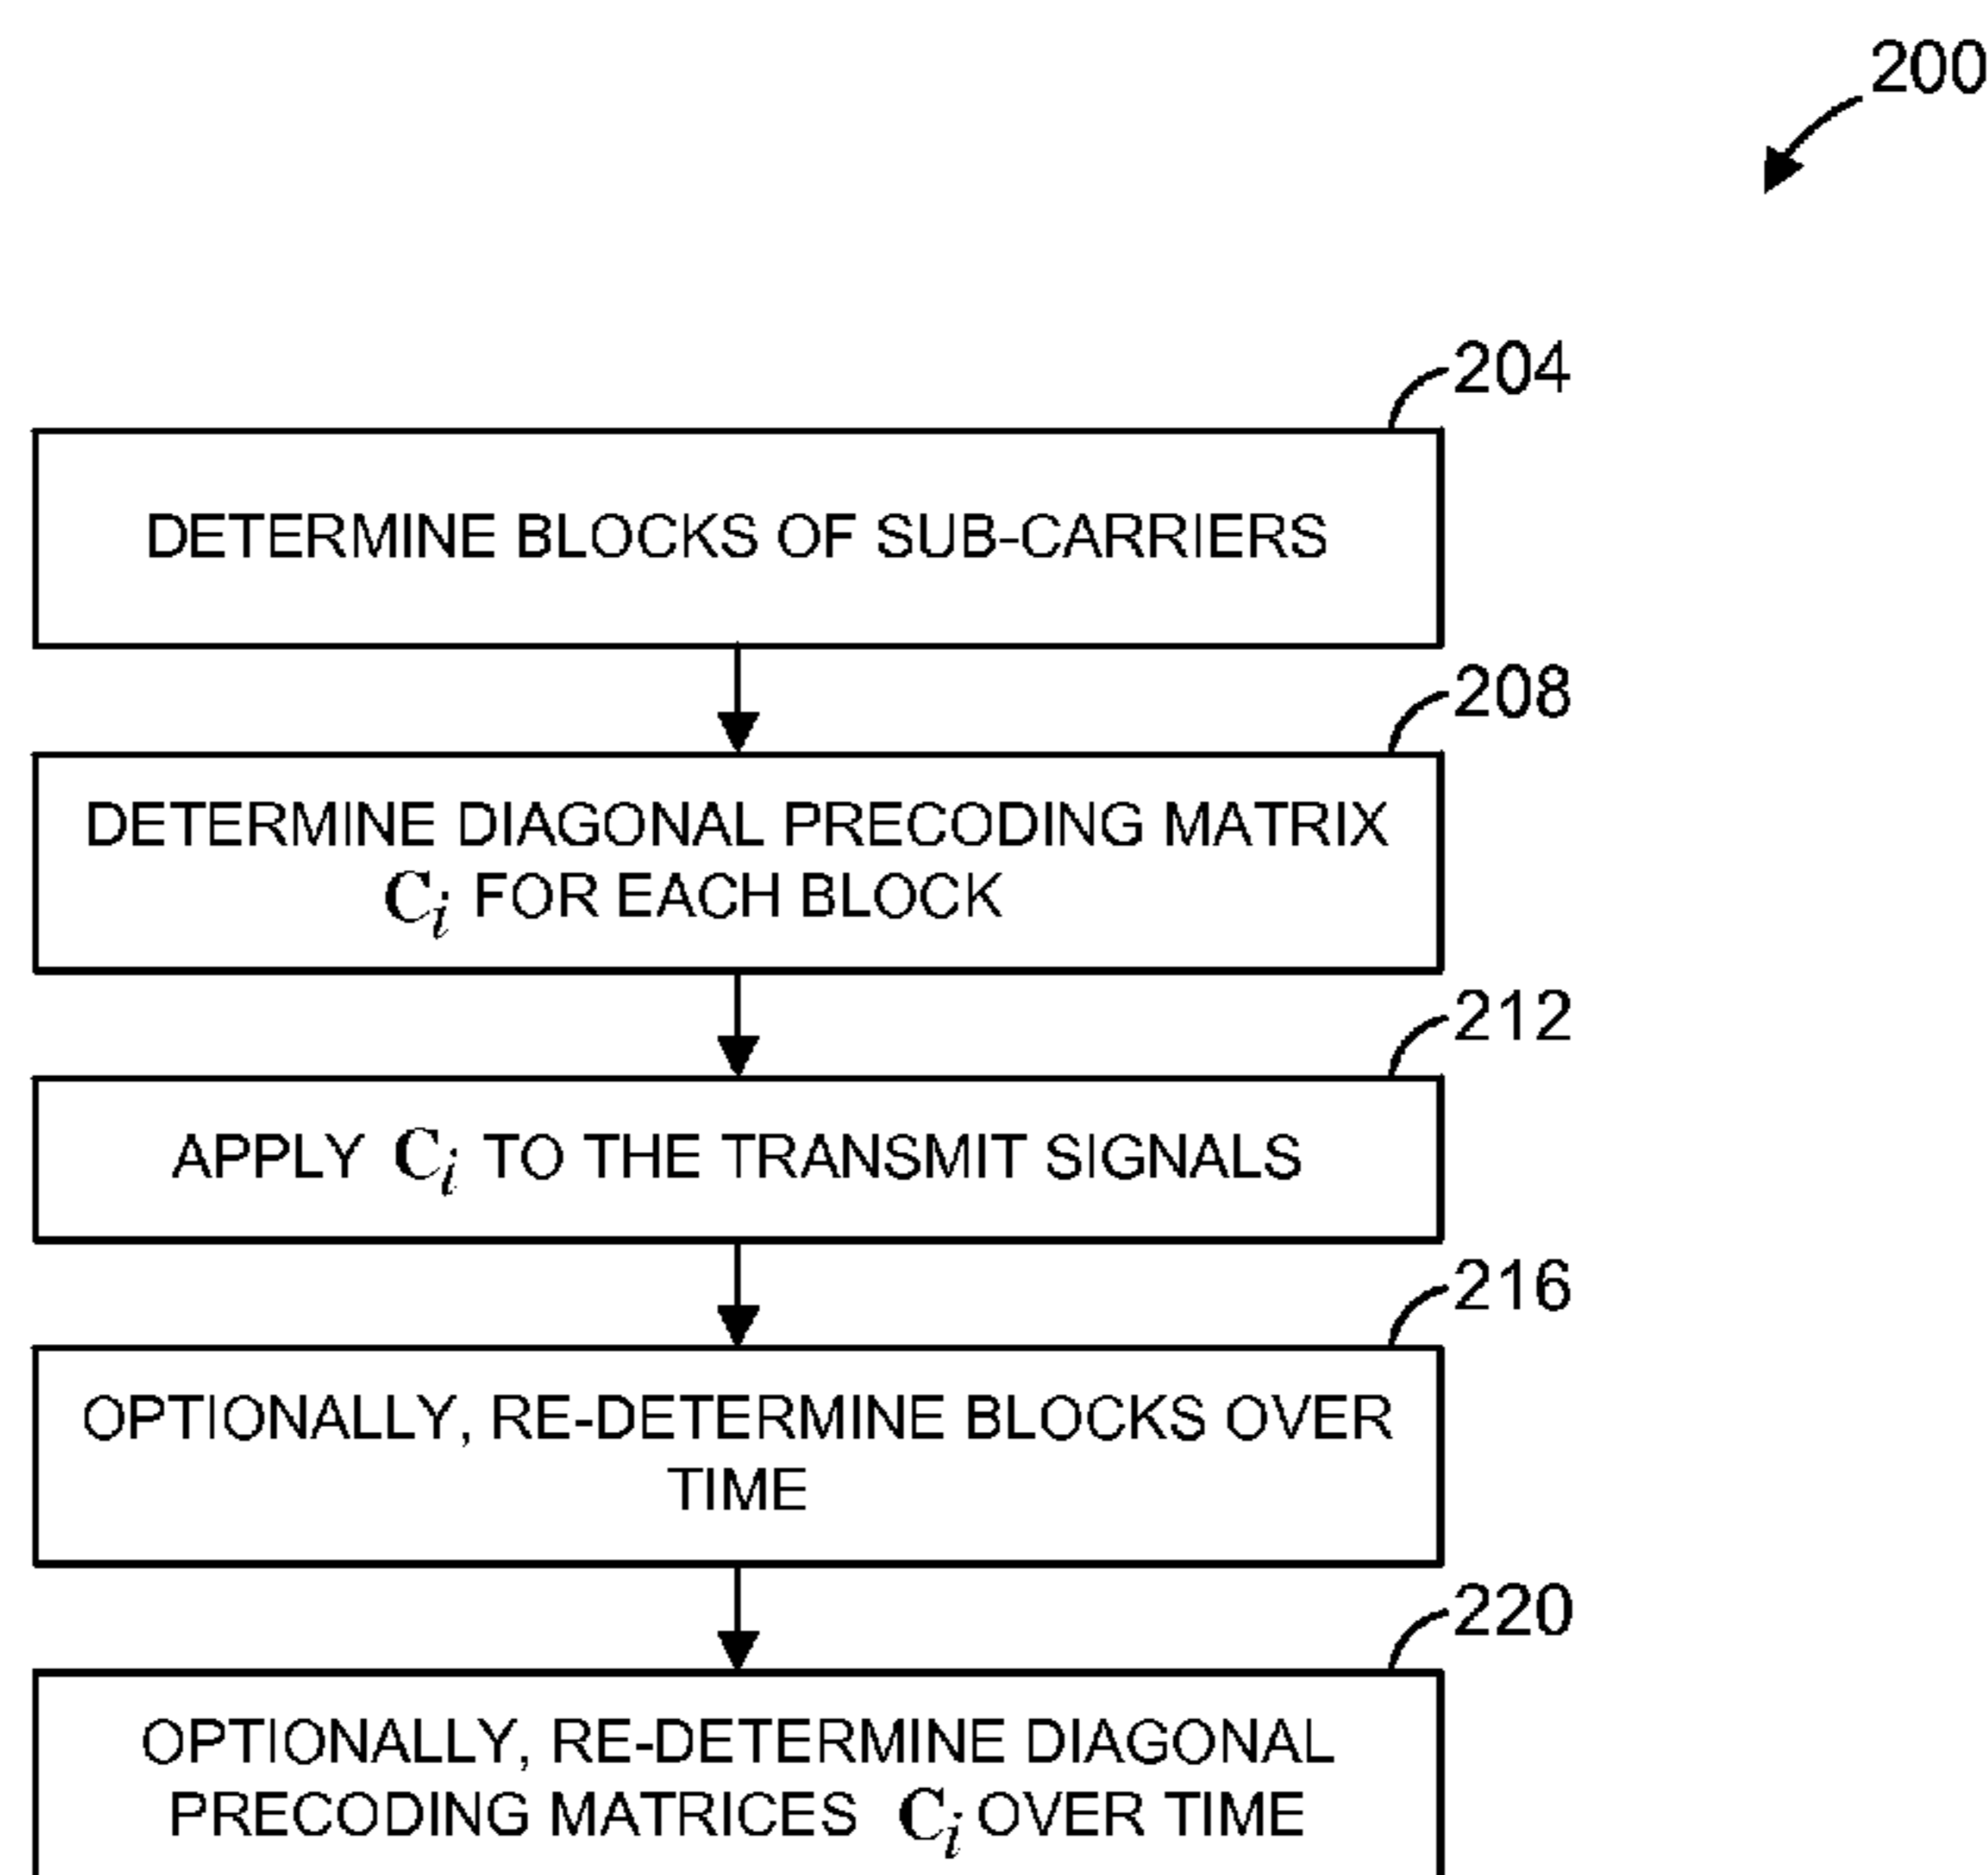 200
204
DETERMINE BLOCKS OF SUB-CARRIERS
208
DETERMINE DIAGONAL PRECODING MATRIX
Ci FOR EACH BLOCK
212
APPLY Ci TO THE TRANSMIT SIGNALS
216
OPTIONALLY, RE-DETERMINE BLOCKS OVER
TIME
220
OPTIONALLY, RE-DETERMINE DIAGONAL
PRECODING MATRICES Ci OVER TIME